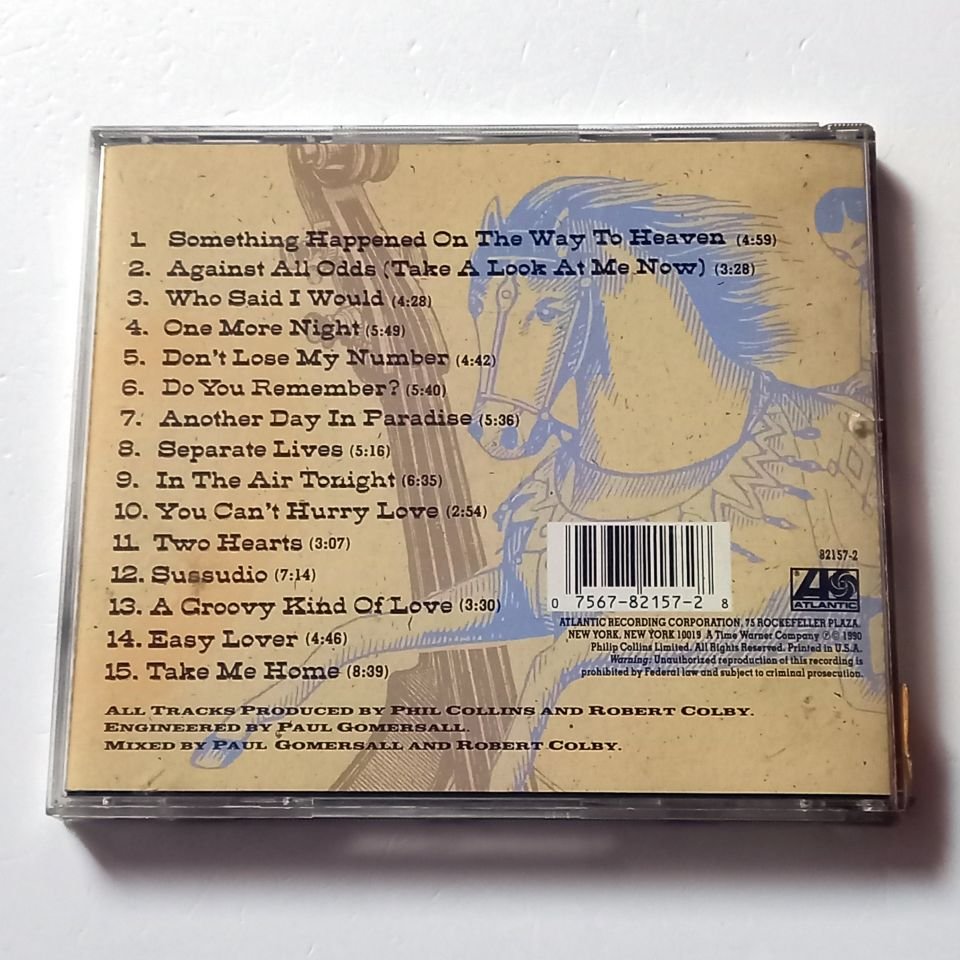 1. Something Happened On The Way To Heaven (4:59)
2. Against All Odds (Take A Look At Me Now) (3:28)
3. Who Said I Would (4:28)
4. One More Night (5:49)
5. Don't Lose My Number (4:42)
6. Do You Remember? (5:40)
7. Another Day In Paradise (5:36)
8. Separate Lives (5:16)
9. In The Air Tonight (6:35)
10. You Can't Hurry Love (2:54)
11. Two Hearts (3:07)
12. Sussudio (7:14)
13. A Groovy Kind Of Love (3:30)
14. Easy Lover (4:46)
15. Take Me Home (8:39)
All Tracks Produced by Phil Collins and Robert Colby.
Engineered by Paul Gomersall.
Mixed by Paul Gomersall and Robert Colby.
82157-2
ATLANTIC
0 7567-82157-2 8
ATLANTIC RECORDING CORPORATION, 75 ROCKEFELLER PLAZA,
NEW YORK, NEW YORK 10019 A Time Warner Company ℗© 1990
Philip Collins Limited. All Rights Reserved. Printed in U.S.A.
Warning: Unauthorized reproduction of this recording is
prohibited by Federal law and subject to criminal prosecution.